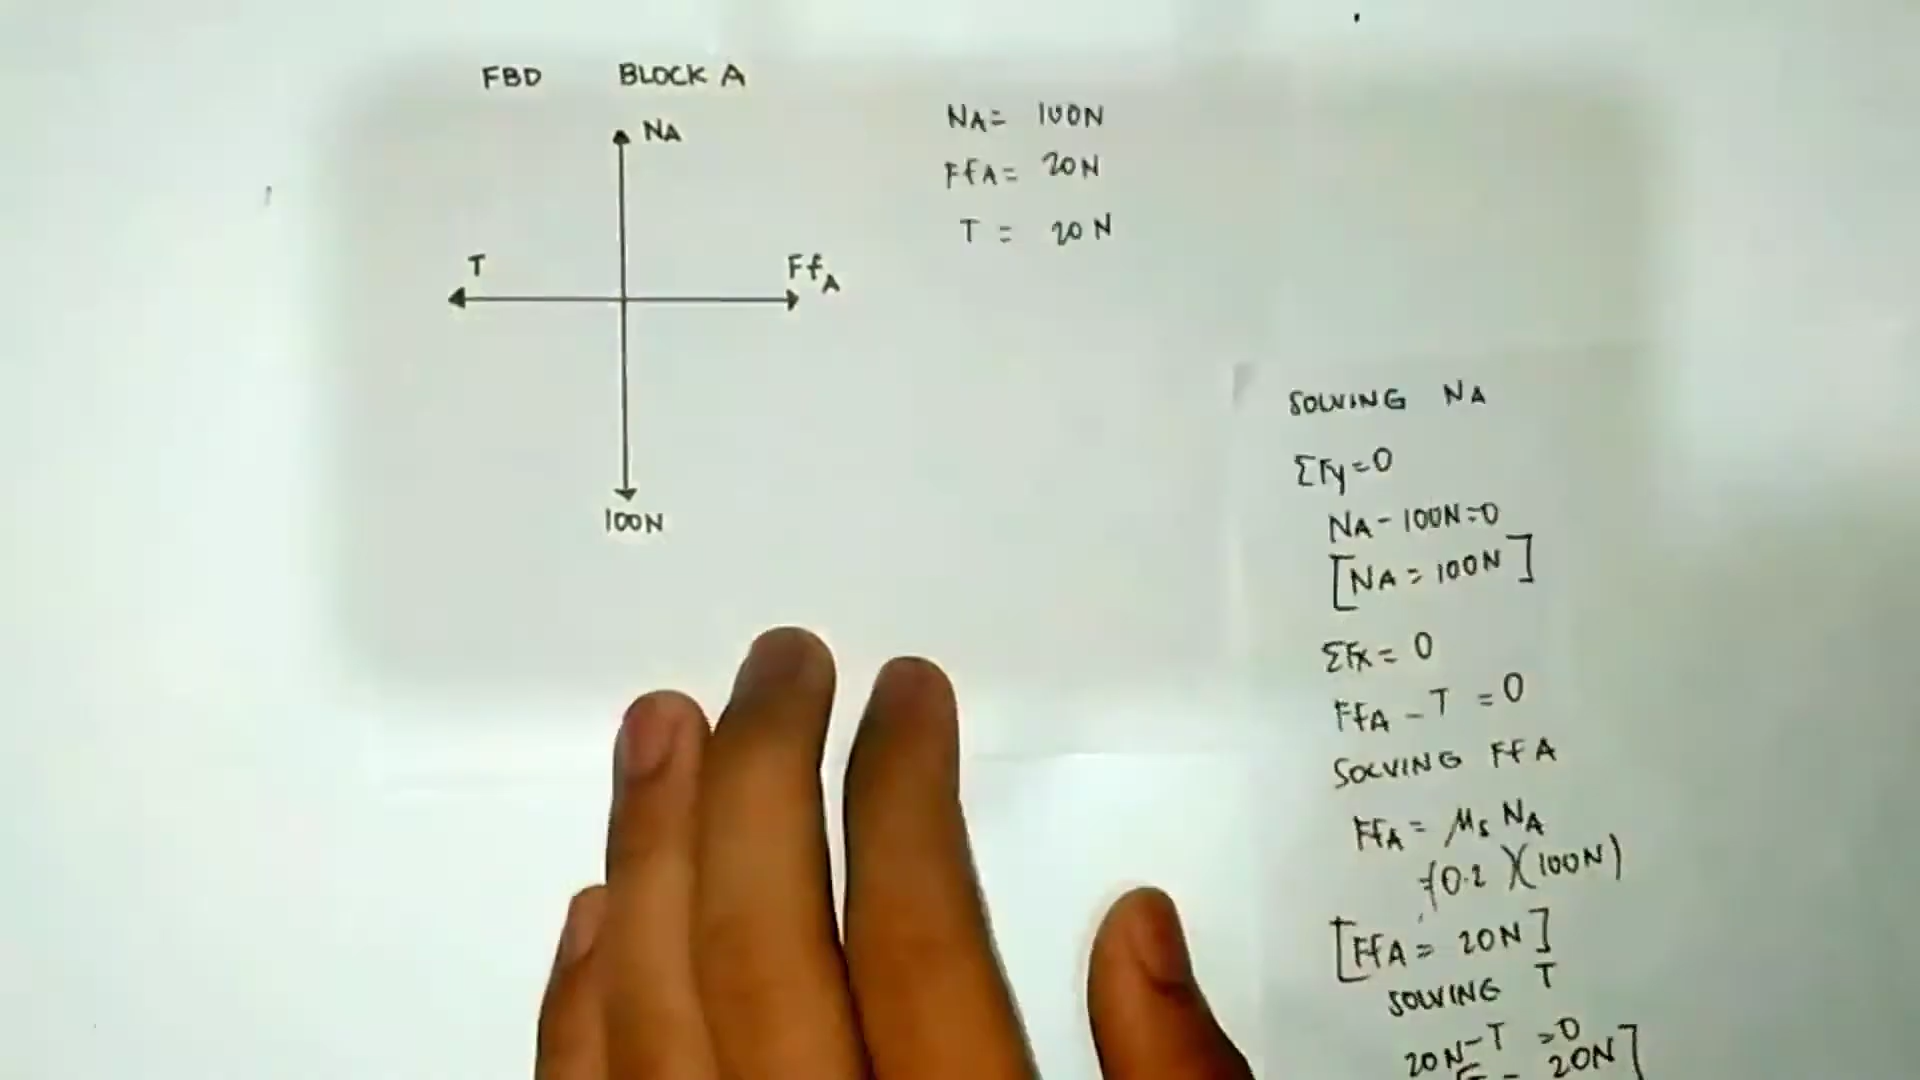 FBD BLOCK A
NA
T
FfA
100N
NA= 100N
FfA= 20N
T = 20N
SOLVING NA
ΣFy=0
NA-100N=0
[NA=100N]
ΣFx=0
FfA-T=0
SOLVING FfA
FfA= μs NA
=(0.2)(100N)
[FfA= 20N]
SOLVING T
20N-T=0
20N]